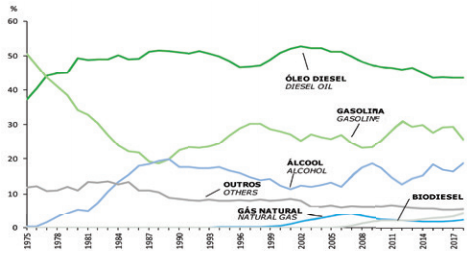 %
60
50
40
30
20
10
0
ÓLEO DIESEL
DIESEL OIL
GASOLINA
GASOLINE
ÁLCOOL
ALCOHOL
OUTROS
OTHERS
GÁS NATURAL
NATURAL GAS
BIODIESEL
1975 1978 1981 1984 1987 1990 1993 1996 1999 2002 2005 2008 2011 2014 2017